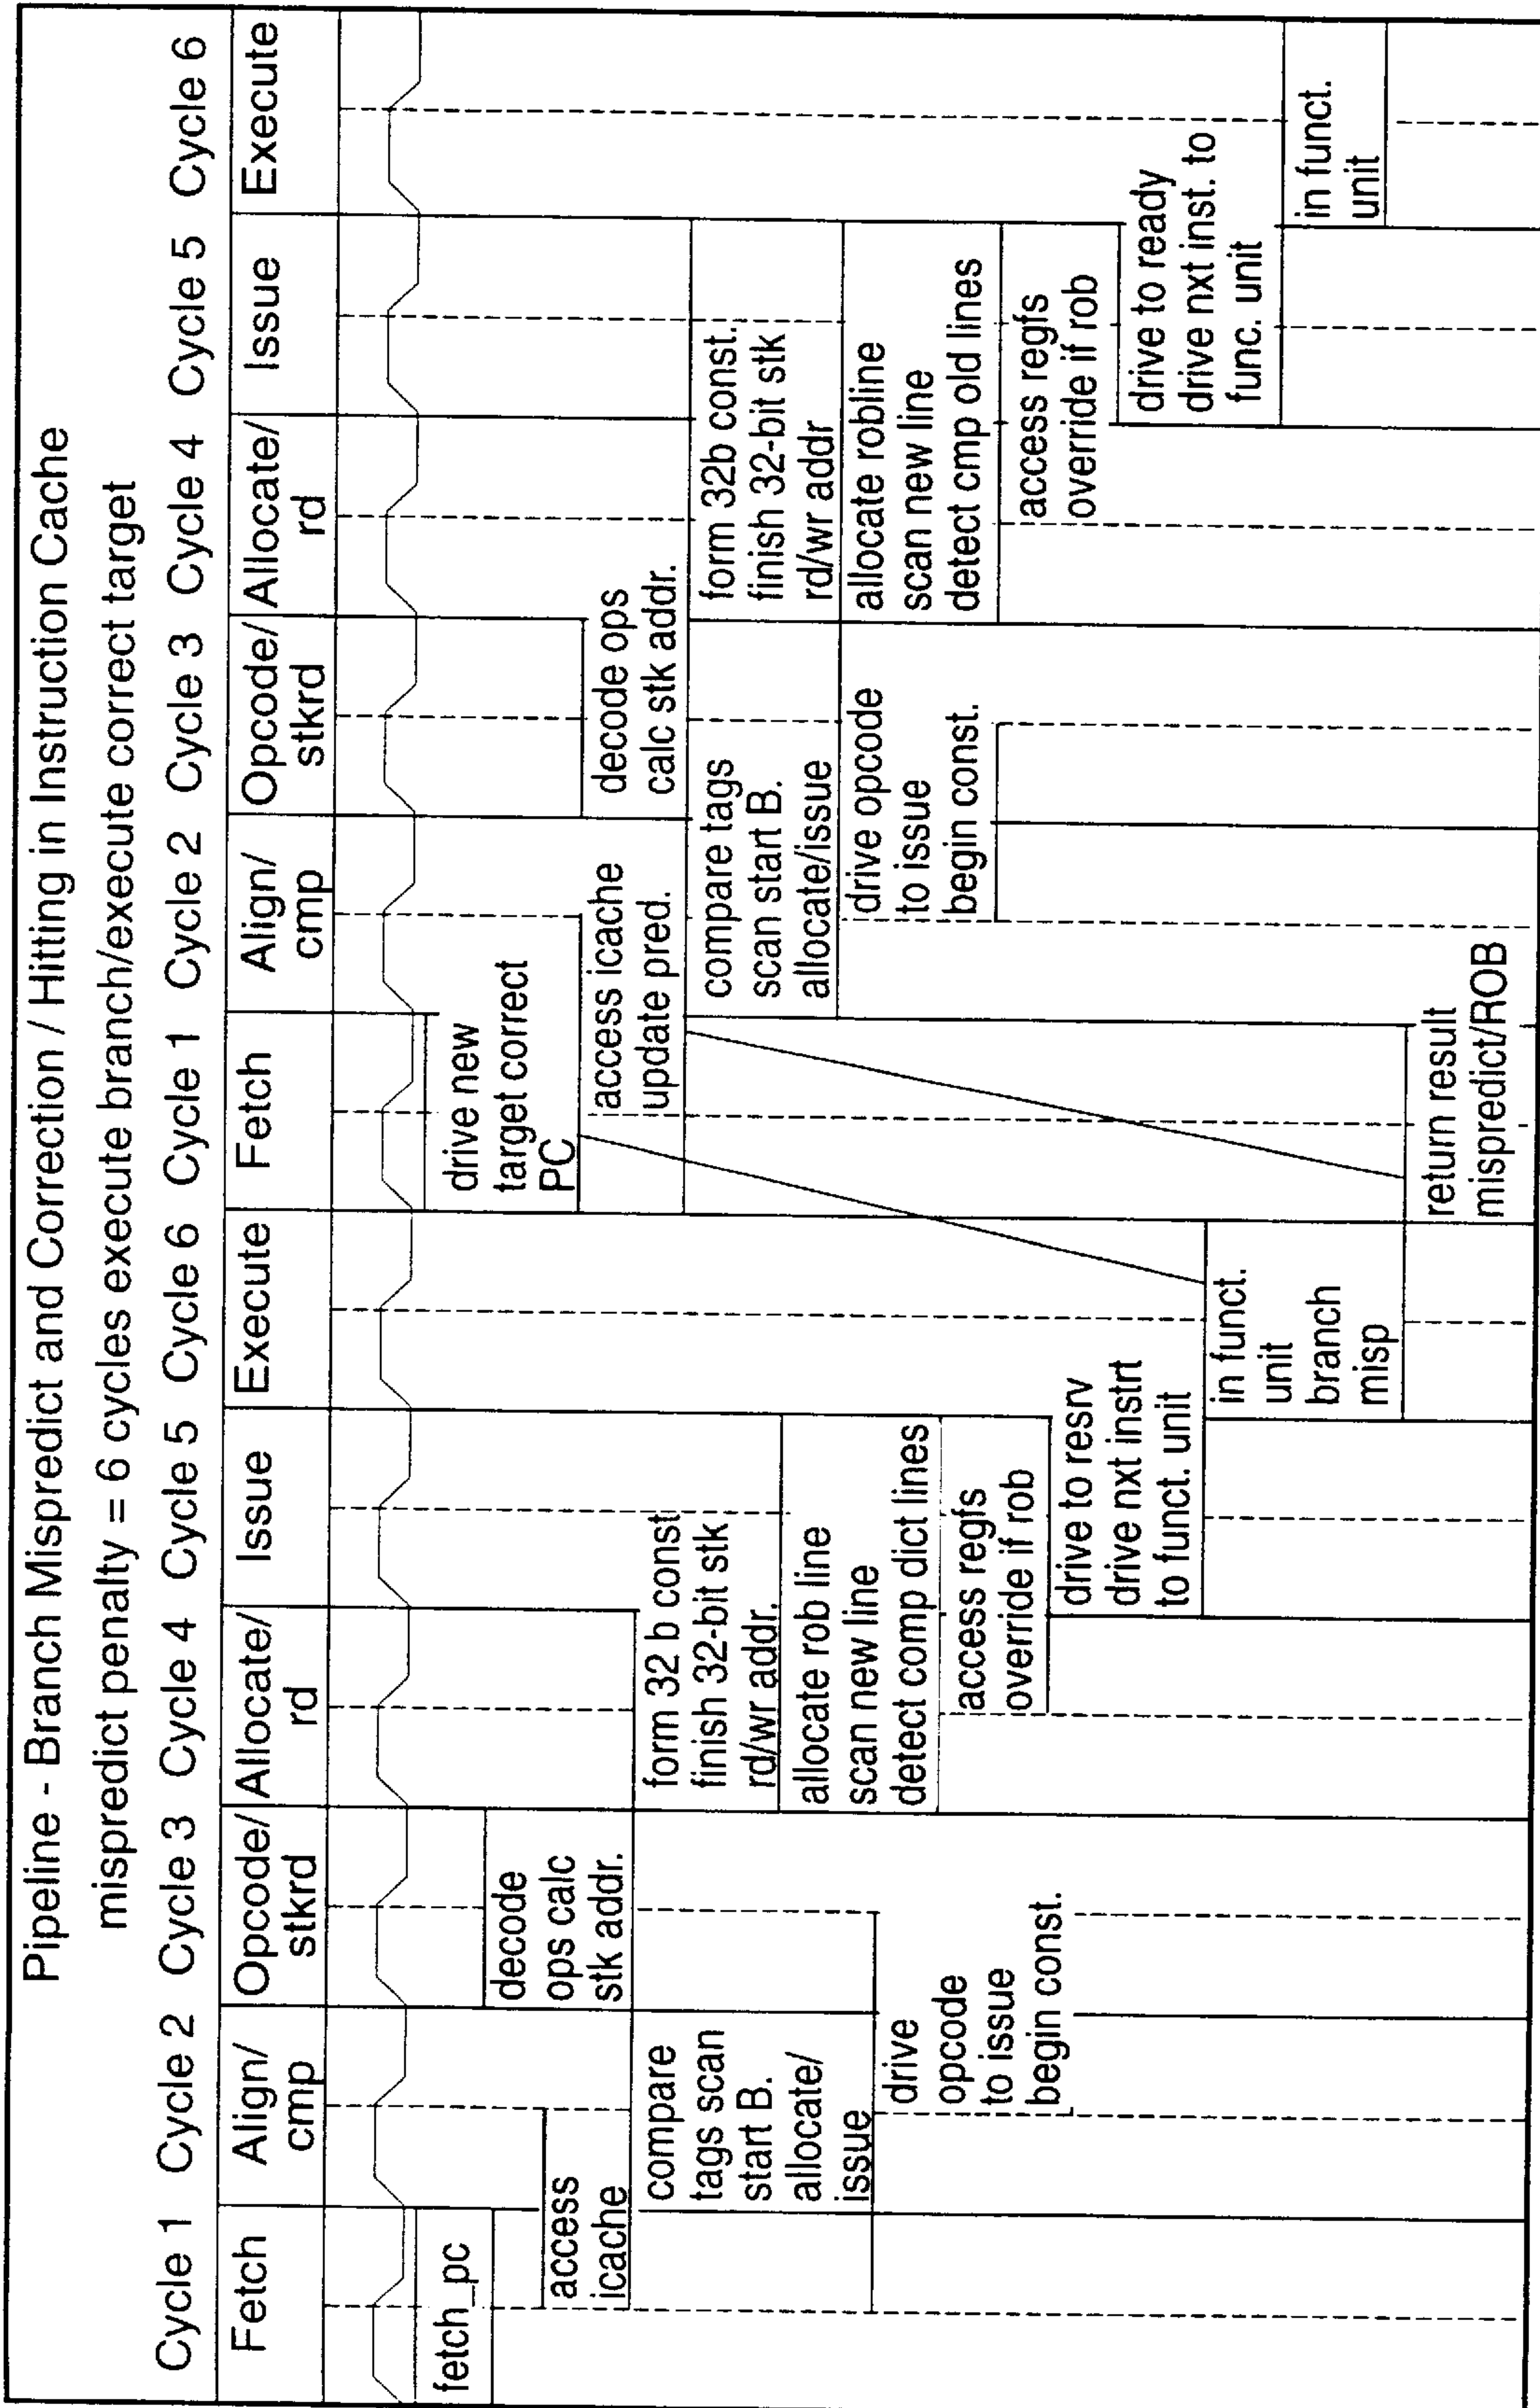 Pipeline - Branch Mispredict and Correction / Hitting in Instruction Cache
mispredict penalty = 6 cycles execute branch/execute correct target
Cycle 1 Cycle 2 Cycle 3 Cycle 4 Cycle 5 Cycle 6 Cycle 1 Cycle 2 Cycle 3 Cycle 4 Cycle 5 Cycle 6
Fetch
Align/
cmp
Opcode/
stkrd
Allocate/
rd
Issue
Execute
Fetch
Align/
cmp
Opcode/
stkrd
Allocate/
rd
Issue
Execute
fetch_pc
access
icache
compare
tags scan
start B.
allocate/
issue
decode
ops calc
stk addr.
drive
opcode
to issue
begin const.
form 32 b const
finish 32-bit stk
rd/wr addr.
allocate rob line
scan new line
detect comp dict lines
access regfs
override if rob
drive to resrv
drive nxt instrt
to funct. unit
in funct.
unit
branch
misp
return result
mispredict/ROB
drive new
target correct
PC
access icache
update pred.
compare tags
scan start B.
allocate/issue
decode ops
calc stk addr.
drive opcode
to issue
begin const.
form 32b const.
finish 32-bit stk
rd/wr addr
allocate robline
scan new line
detect cmp old lines
access regfs
override if rob
drive to ready
drive nxt inst. to
func. unit
in funct.
unit